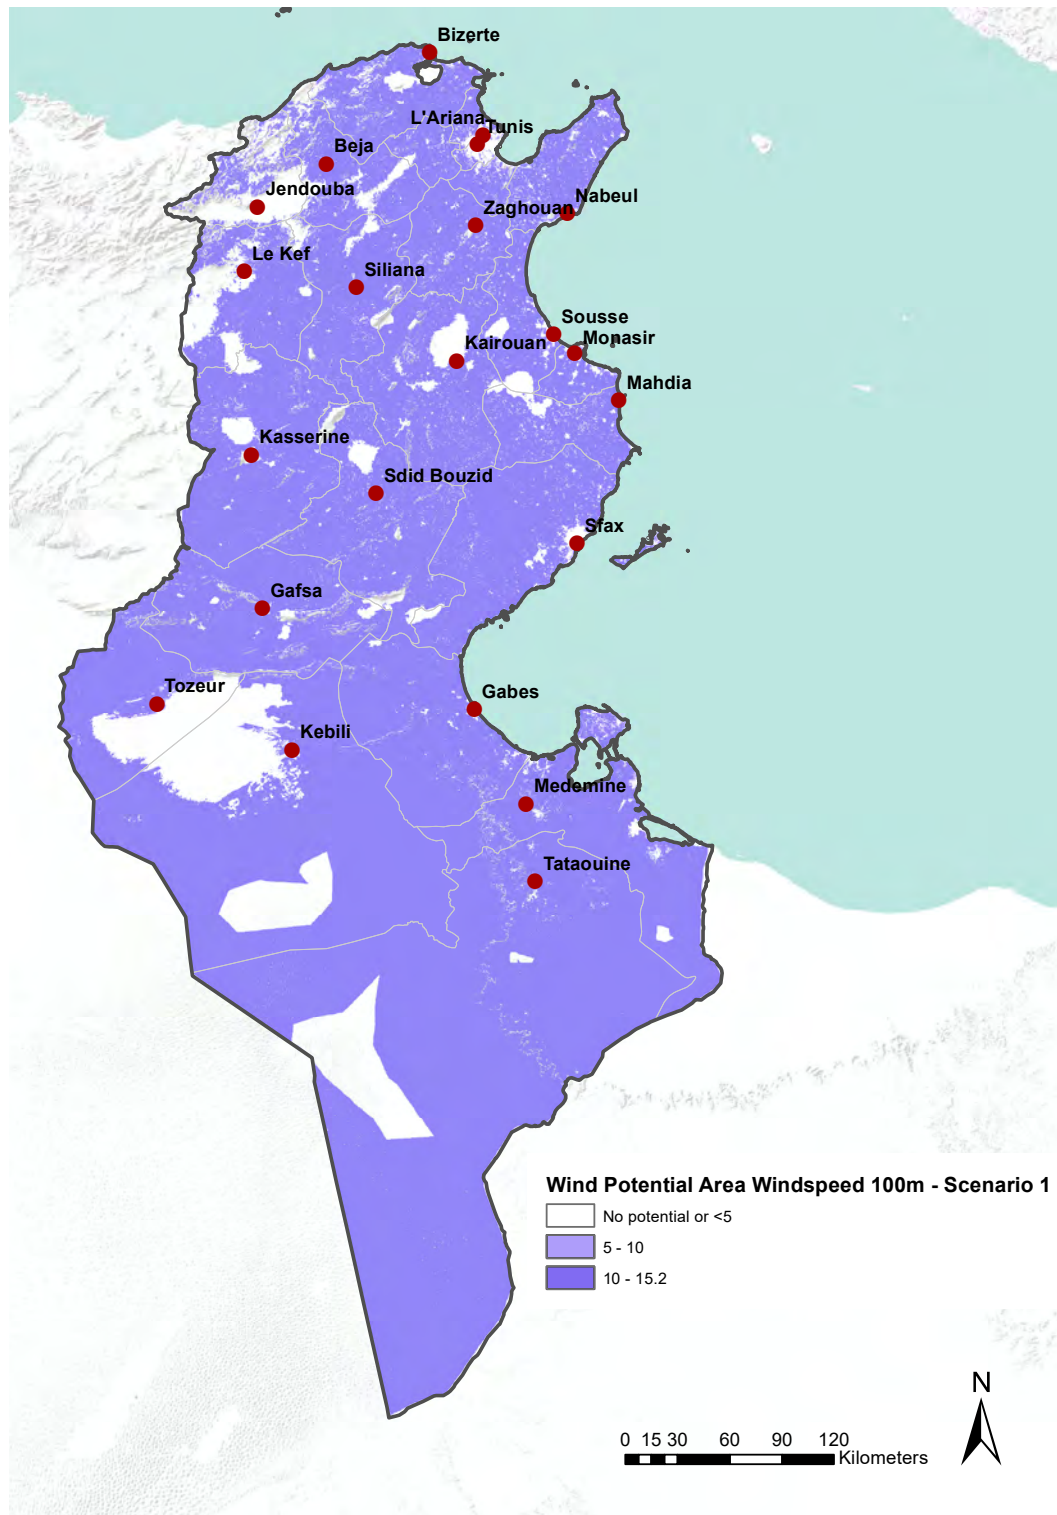 Bizerte
L'Ariana
Tunis
Beja
Jendouba
Nabeul
Zaghouan
Le Kef
Siliana
Sousse
Monasir
Kairouan
Mahdia
Kasserine
Sdid Bouzid
Sfax
Gafsa
Tozeur
Gabes
Kebili
Medemine
Tataouine
Wind Potential Area Windspeed 100m - Scenario 1
No potential or <5
5 - 10
10 - 15.2
N
0 15 30 60 90 120
Kilometers